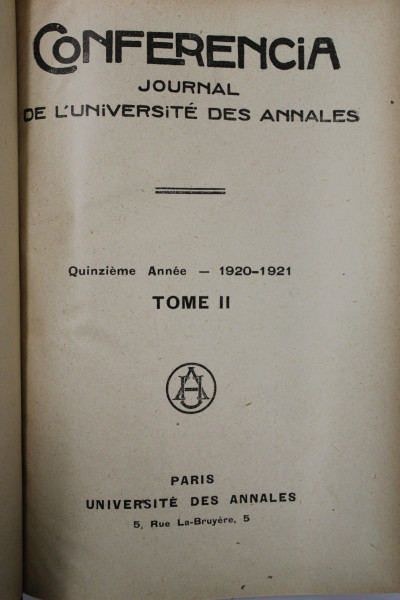 CONFERENCIA
JOURNAL
DE L'UNIVERSITÉ DES ANNALES
Quinzième Année — 1920-1921
TOME II
PARIS
UNIVERSITÉ DES ANNALES
5, Rue La-Bruyère, 5